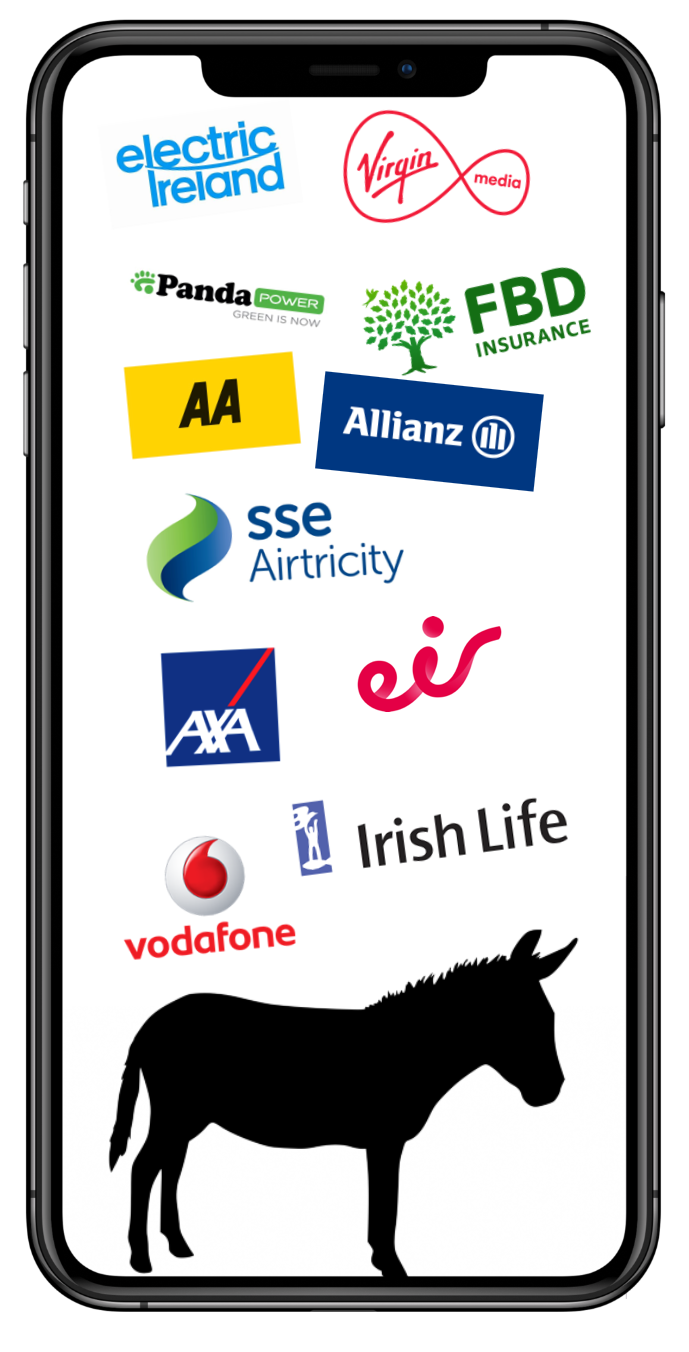 electric
Ireland
Virgin
media
Panda POWER
GREEN IS NOW
FBD
INSURANCE
AA
Allianz
sse
Airtricity
eir
AXA
Irish Life
vodafone